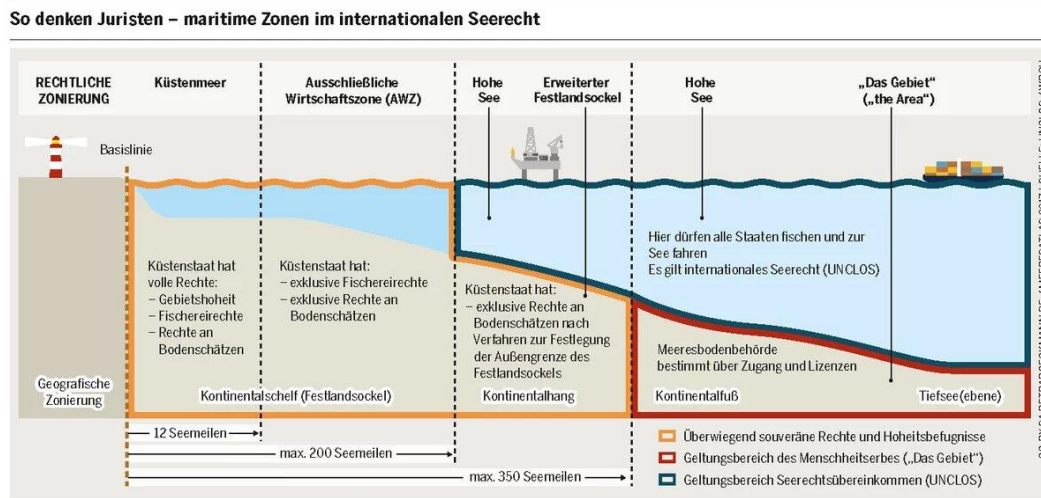 So denken Juristen – maritime Zonen im internationalen Seerecht
RECHTLICHE
ZONIERUNG
Küstenmeer
Ausschließliche
Wirtschaftszone (AWZ)
Hohe
See
Erweiterter
Festlandsockel
Hohe
See
„Das Gebiet“
(„the Area“)
Basislinie
Küstenstaat hat
volle Rechte:
– Gebietshoheit
– Fischereirechte
– Rechte an
Bodenschätzen
Küstenstaat hat:
– exklusive Fischereirechte
– exklusive Rechte an
Bodenschätzen
Küstenstaat hat:
– exklusive Rechte an
Bodenschätzen nach
Verfahren zur Festlegung
der Außengrenze des
Festlandsockels
Hier dürfen alle Staaten fischen und zur
See fahren
Es gilt internationales Seerecht (UNCLOS)
Meeresbodenbehörde
bestimmt über Zugang und Lizenzen
Geografische
Zonierung
Kontinentalschelf (Festlandsockel)
Kontinentalhang
Kontinentalfuß
Tiefsee(ebene)
12 Seemeilen
max. 200 Seemeilen
max. 350 Seemeilen
Überwiegend souveräne Rechte und Hoheitsbefugnisse
Geltungsbereich des Menschheitserbes („Das Gebiet“)
Geltungsbereich Seerechtsübereinkommen (UNCLOS)